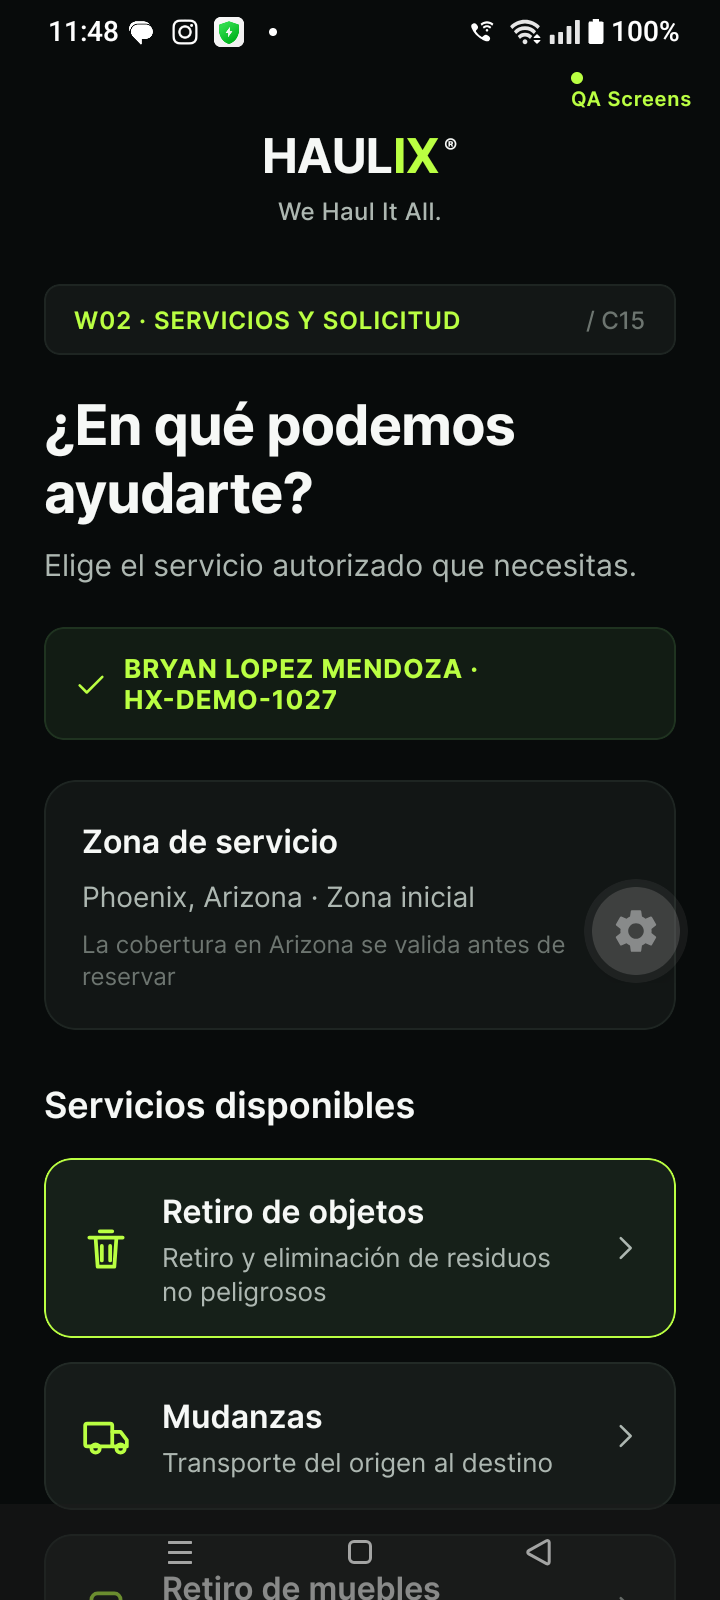 11:48
100%
QA Screens
HAULIX®
We Haul It All.
W02 · SERVICIOS Y SOLICITUD
/ C15
¿En qué podemos
ayudarte?
Elige el servicio autorizado que necesitas.
BRYAN LOPEZ MENDOZA ·
HX-DEMO-1027
Zona de servicio
Phoenix, Arizona · Zona inicial
La cobertura en Arizona se valida antes de
reservar
Servicios disponibles
Retiro de objetos
Retiro y eliminación de residuos
no peligrosos
Mudanzas
Transporte del origen al destino
Retiro de muebles